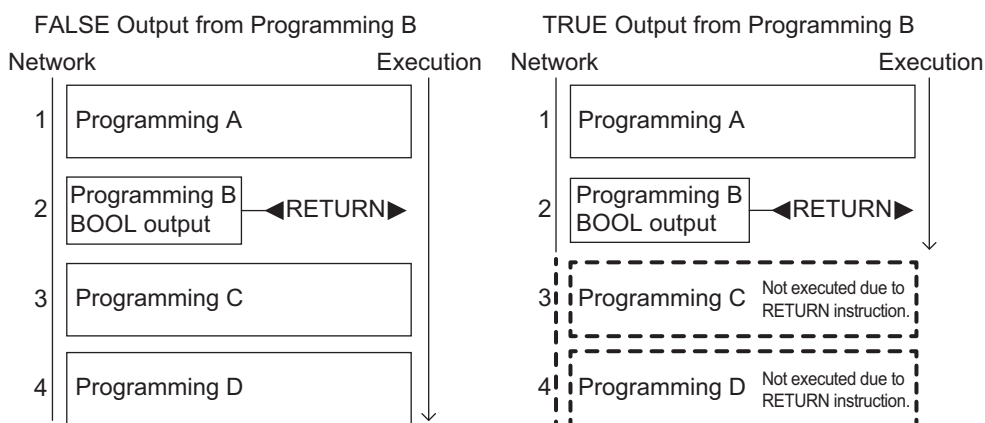 FALSE Output from Programming B
Network Execution
1 Programming A
2 Programming B
BOOL output
RETURN
3 Programming C
4 Programming D
TRUE Output from Programming B
Network Execution
1 Programming A
2 Programming B
BOOL output
RETURN
3 Programming C
Not executed due to
RETURN instruction.
4 Programming D
Not executed due to
RETURN instruction.